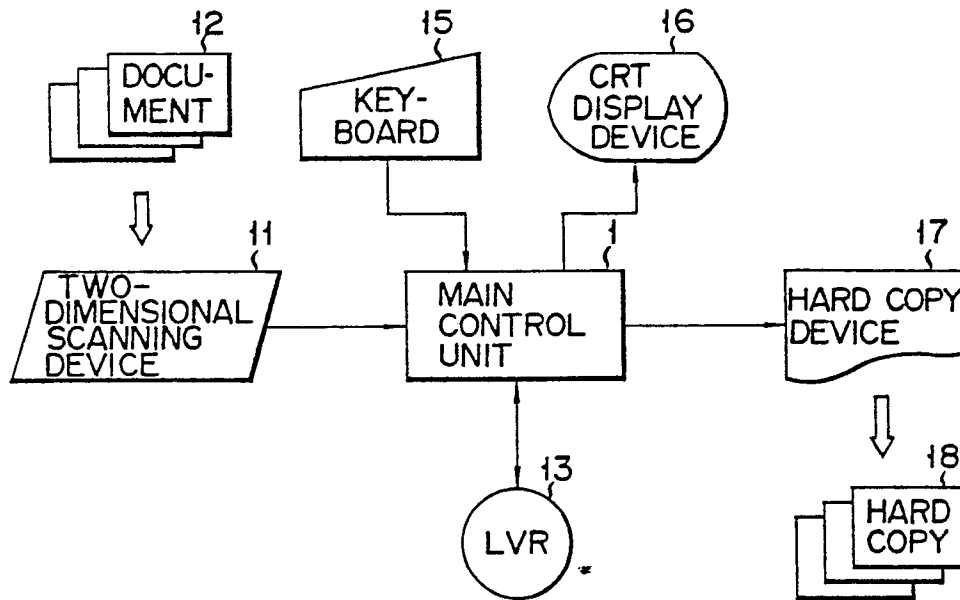 12
DOCU-
MENT
15
KEY-
BOARD
16
CRT
DISPLAY
DEVICE
11
TWO-
DIMENSIONAL
SCANNING
DEVICE
1
MAIN
CONTROL
UNIT
17
HARD COPY
DEVICE
13
LVR
18
HARD
COPY